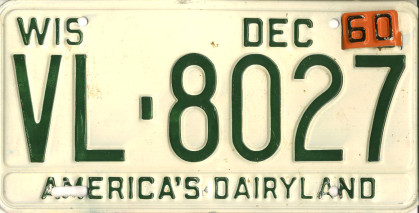 WIS DEC 60
VL·8027
AMERICA'S DAIRYLAND